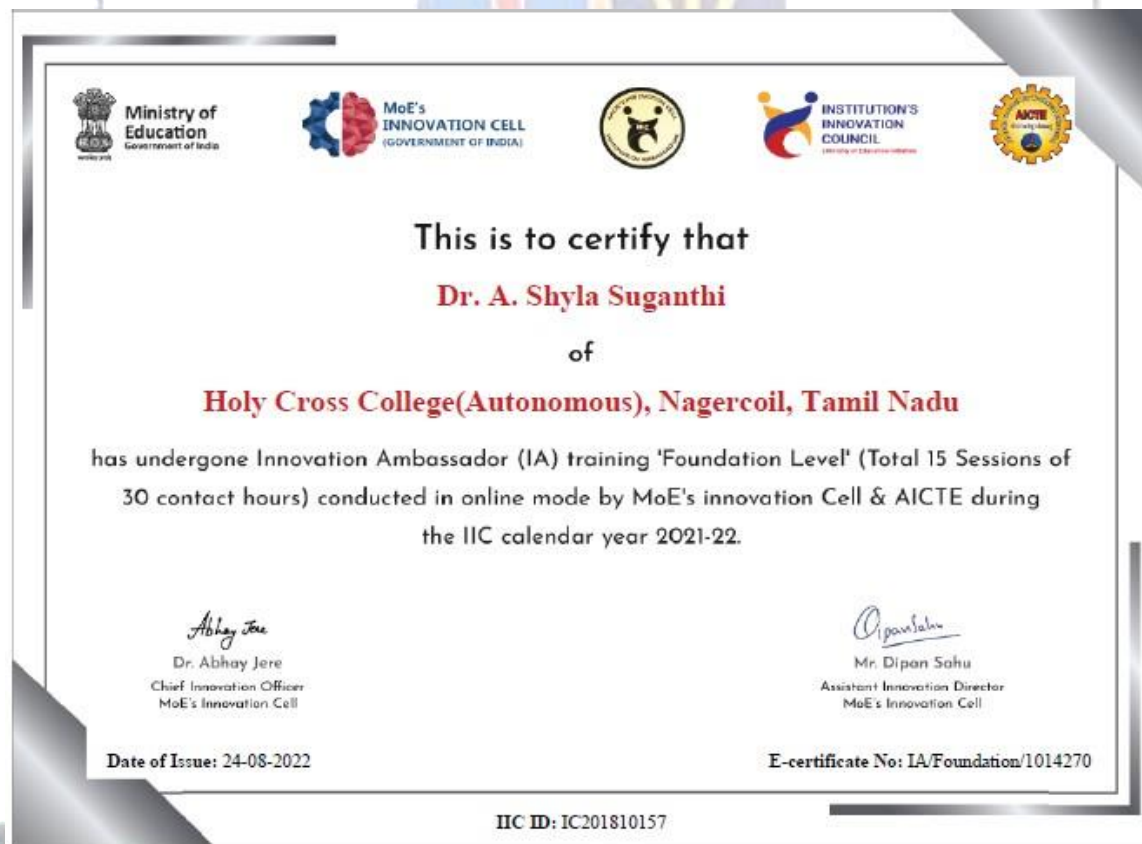 Ministry of
Education
Government of India
MoE's
INNOVATION CELL
(GOVERNMENT OF INDIA)
INSTITUTION'S
INNOVATION
COUNCIL
AICTE
This is to certify that
Dr. A. Shyla Suganthi
of
Holy Cross College(Autonomous), Nagercoil, Tamil Nadu
has undergone Innovation Ambassador (IA) training 'Foundation Level' (Total 15 Sessions of
30 contact hours) conducted in online mode by MoE's innovation Cell & AICTE during
the IIC calendar year 2021-22.
Abhay Jere
Dr. Abhay Jere
Chief Innovation Officer
MoE's Innovation Cell
DipanSahu
Mr. Dipan Sahu
Assistant Innovation Director
MoE's Innovation Cell
Date of Issue: 24-08-2022
E-certificate No: IA/Foundation/1014270
IIC ID: IC201810157